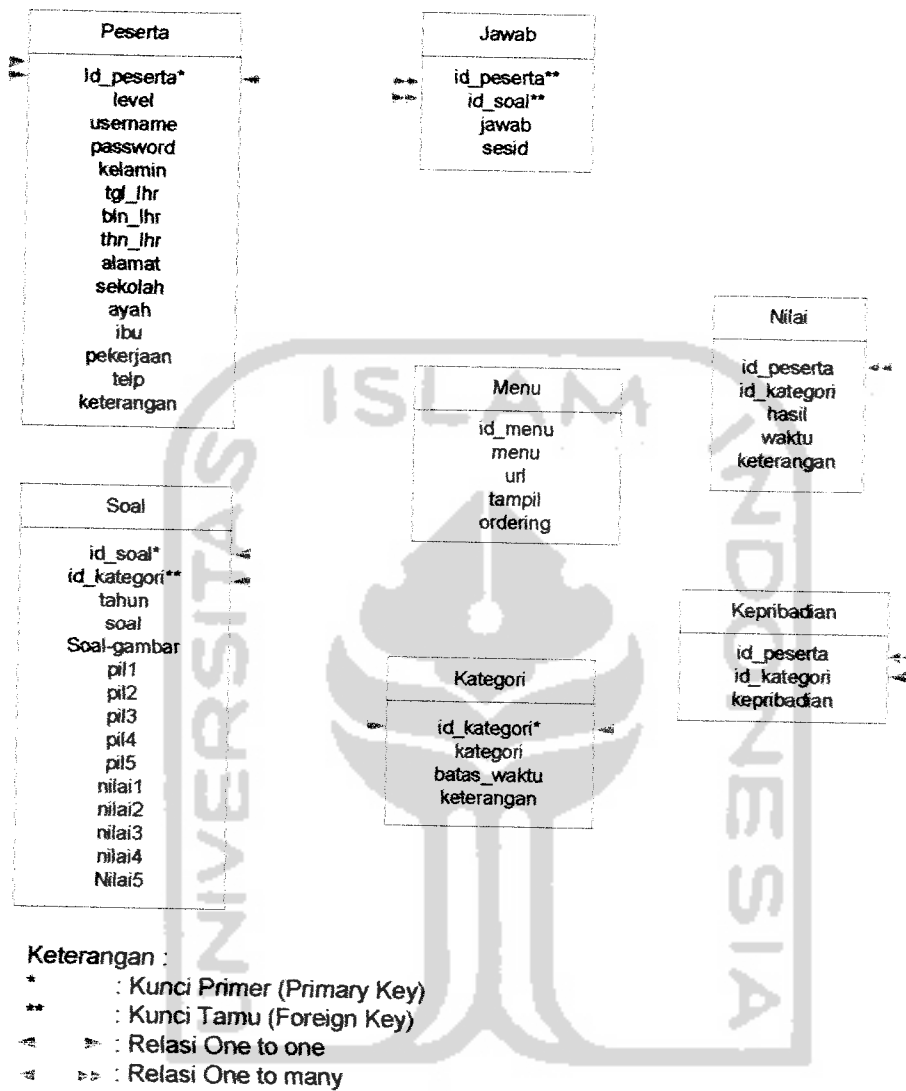 Peserta
id_peserta*
level
username
password
kelamin
tgl_lhr
bln_lhr
thn_lhr
alamat
sekolah
ayah
ibu
pekerjaan
telp
keterangan
Jawab
id_peserta**
id_soal**
jawab
sesid
Nilai
id_peserta
id_kategori
hasil
waktu
keterangan
Menu
id_menu
menu
url
tampil
ordering
Soal
id_soal*
id_kategori**
tahun
soal
Soal-gambar
pil1
pil2
pil3
pil4
pil5
nilai1
nilai2
nilai3
nilai4
Nilai5
Kategori
id_kategori*
kategori
batas_waktu
keterangan
Kepribadian
id_peserta
id_kategori
kepribadian
Keterangan :
* : Kunci Primer (Primary Key)
** : Kunci Tamu (Foreign Key)
: Relasi One to one
: Relasi One to many
UNIVERSITAS ISLAM INDONESIA